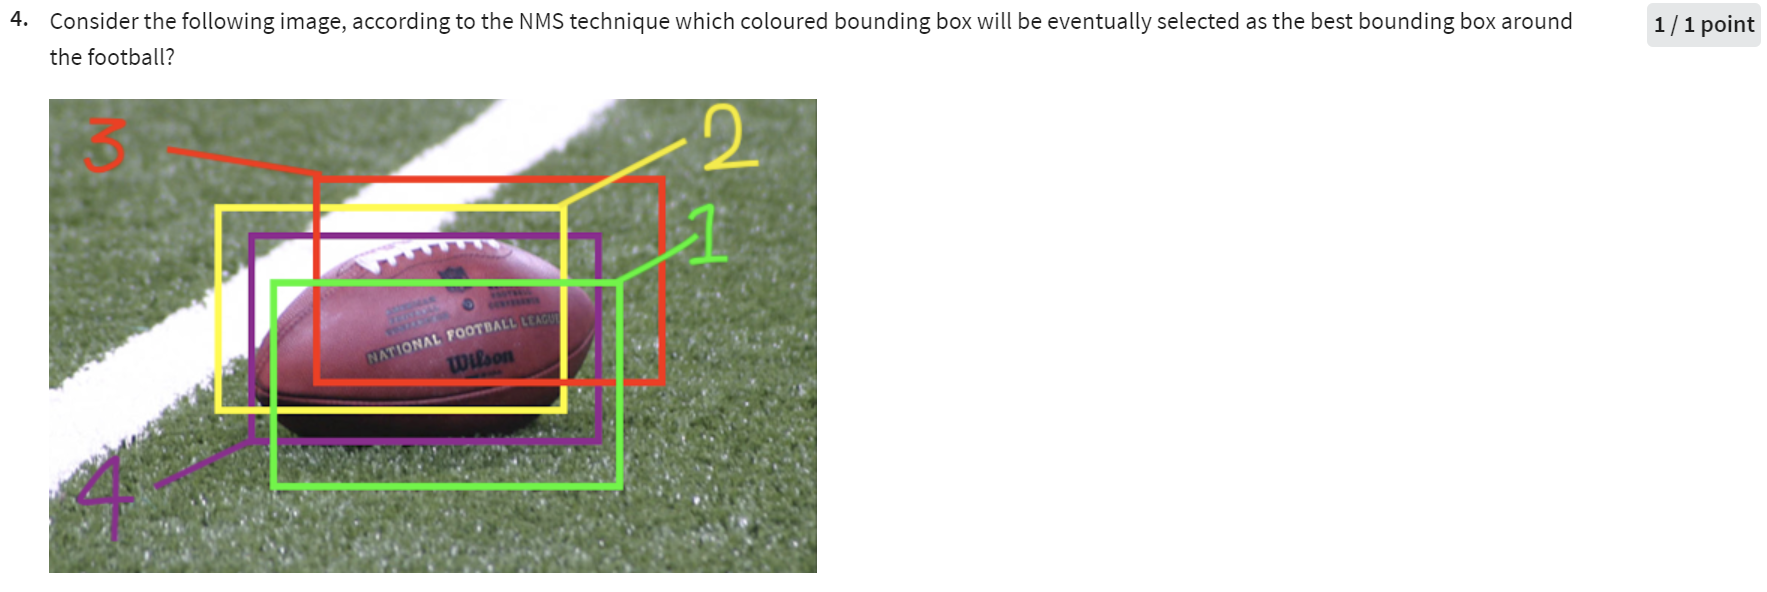 4. Consider the following image, according to the NMS technique which coloured bounding box will be eventually selected as the best bounding box around
the football?
1 / 1 point
3
2
1
NATIONAL FOOTBALL LEAGUE
Wilson
4